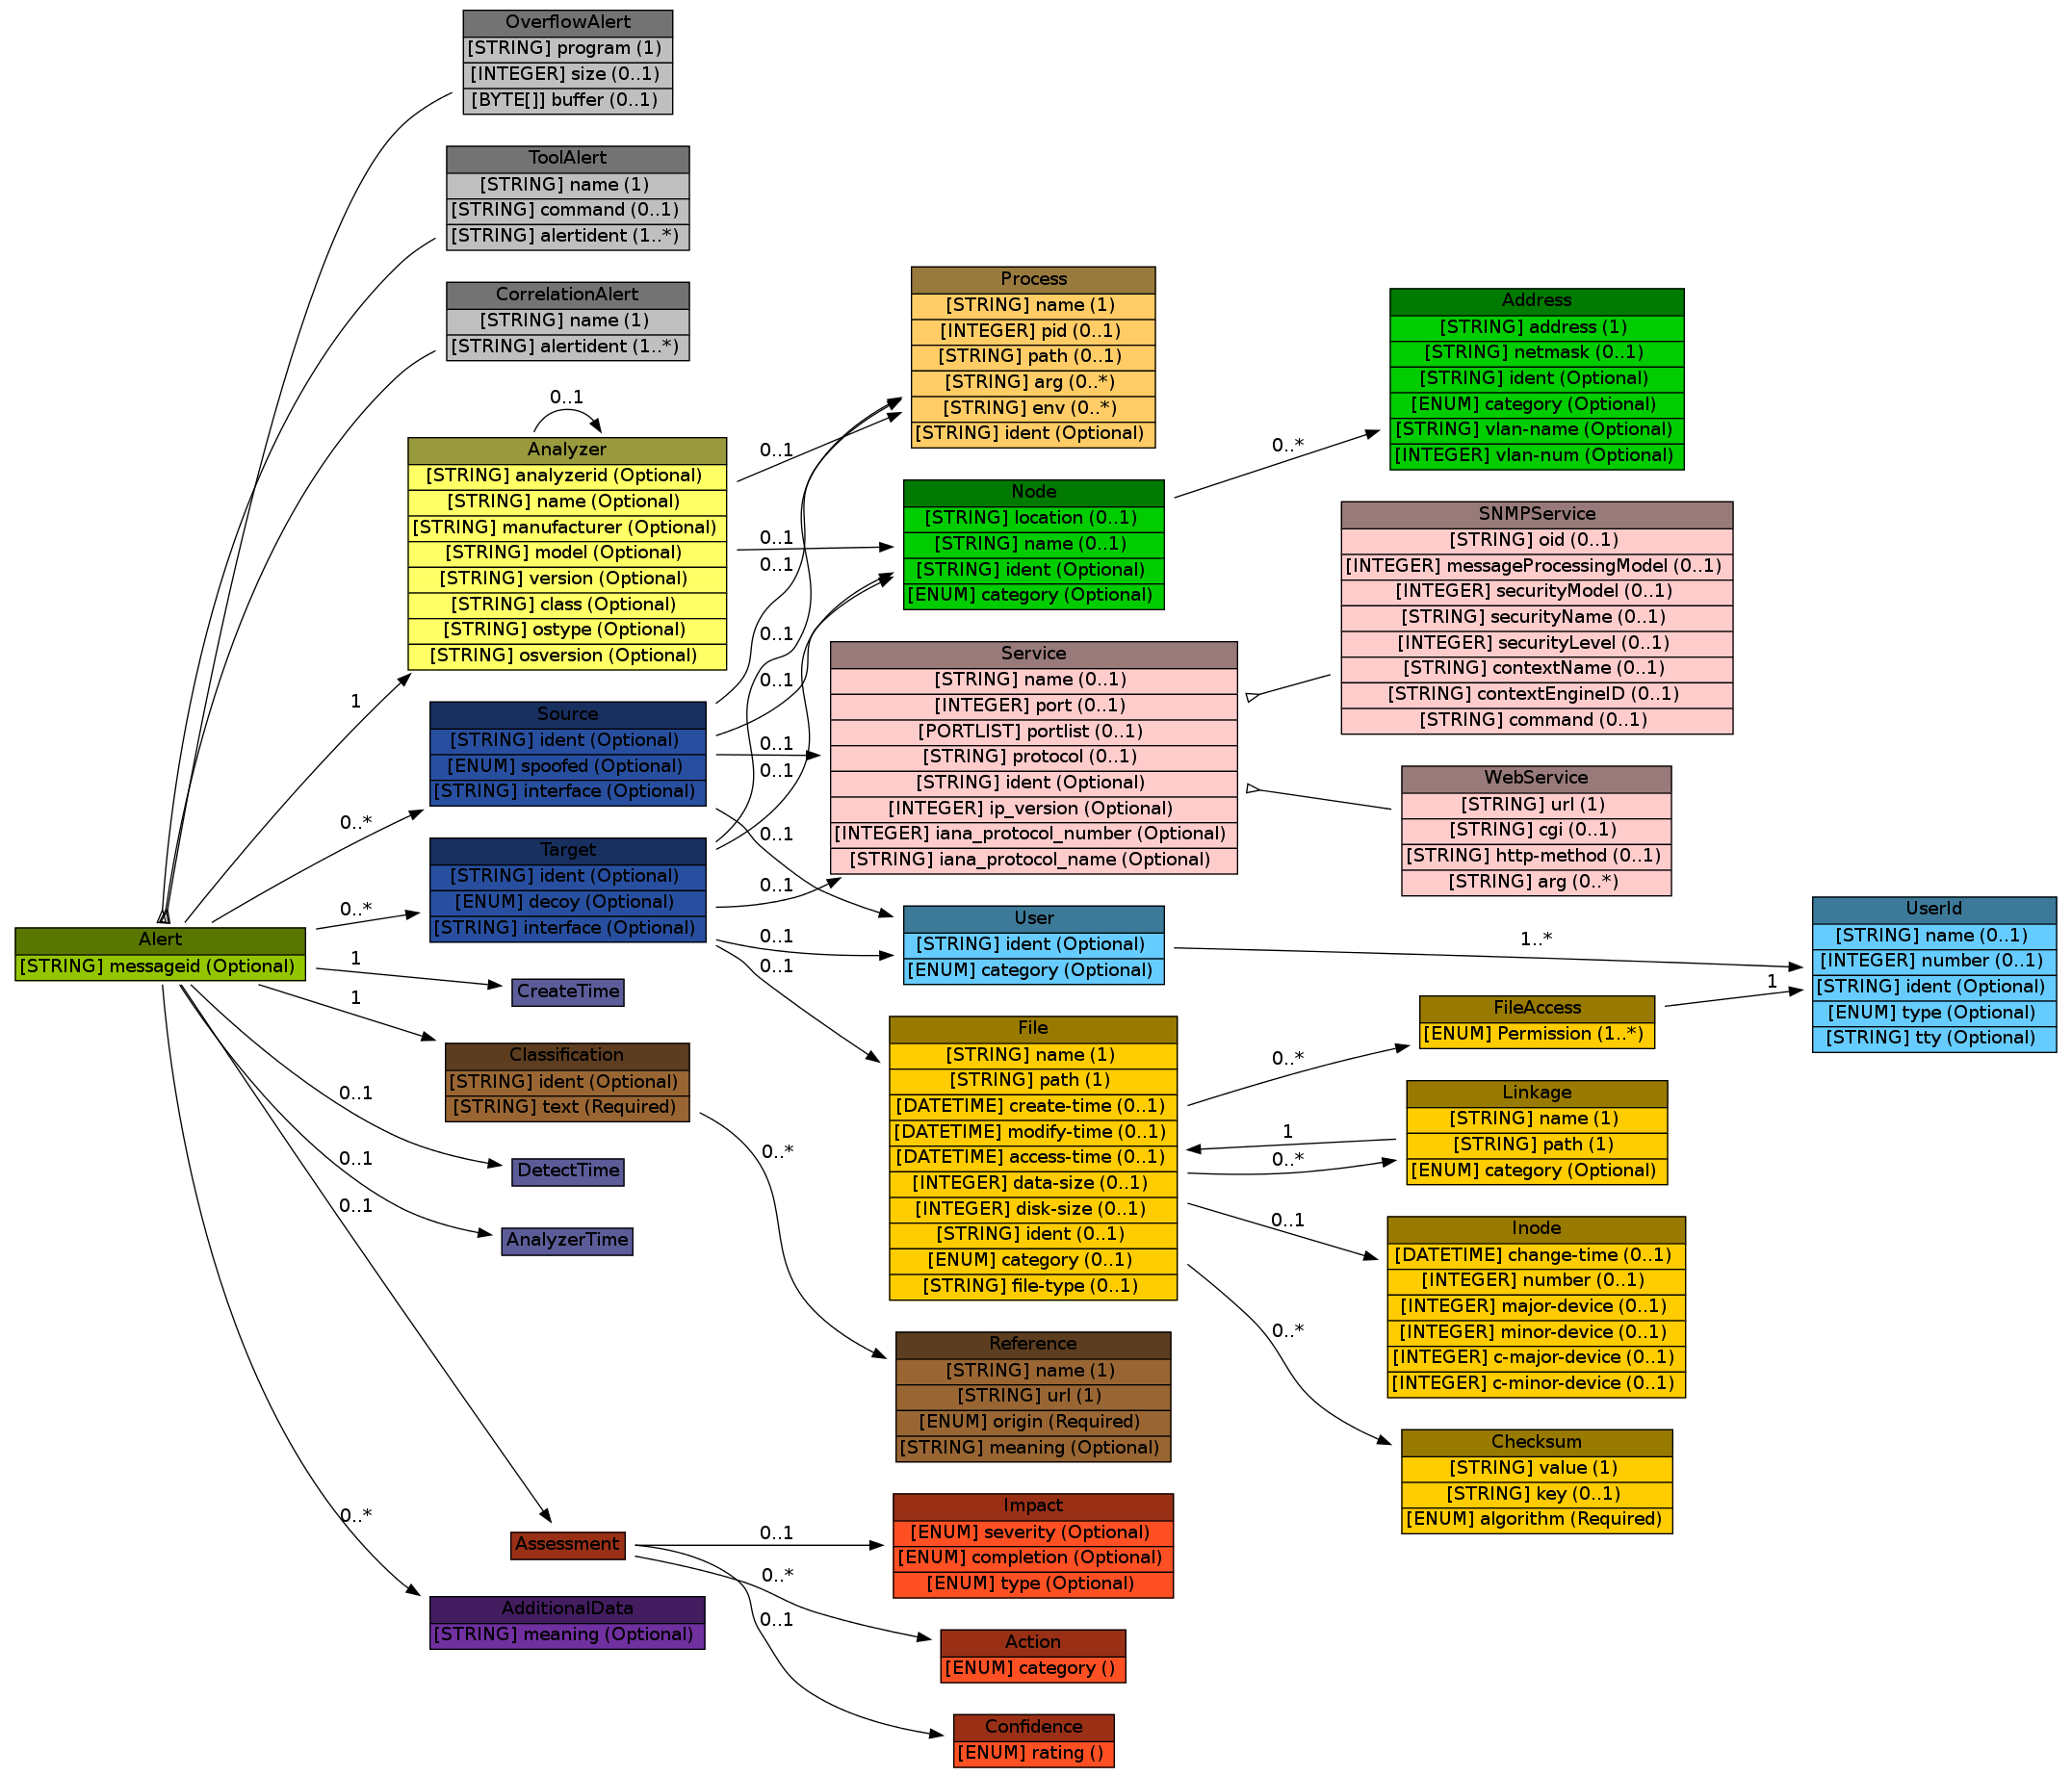 OverflowAlert
[STRING] program (1)
[INTEGER] size (0..1)
[BYTE[]] buffer (0..1)
ToolAlert
[STRING] name (1)
[STRING] command (0..1)
[STRING] alertident (1..*)
CorrelationAlert
[STRING] name (1)
[STRING] alertident (1..*)
0..1
Analyzer
[STRING] analyzerid (Optional)
[STRING] name (Optional)
[STRING] manufacturer (Optional)
[STRING] model (Optional)
[STRING] version (Optional)
[STRING] class (Optional)
[STRING] ostype (Optional)
[STRING] osversion (Optional)
Source
[STRING] ident (Optional)
[ENUM] spoofed (Optional)
[STRING] interface (Optional)
Target
[STRING] ident (Optional)
[ENUM] decoy (Optional)
[STRING] interface (Optional)
Alert
[STRING] messageid (Optional)
1
0..*
0..*
1
1
0..1
0..1
0..1
0..*
CreateTime
Classification
[STRING] ident (Optional)
[STRING] text (Required)
DetectTime
AnalyzerTime
Assessment
AdditionalData
[STRING] meaning (Optional)
0..1
0..1
0..1
0..1
0..1
0..1
0..1
0..1
0..1
0..1
0..1
0..*
0..1
0..*
0..1
Process
[STRING] name (1)
[INTEGER] pid (0..1)
[STRING] path (0..1)
[STRING] arg (0..*)
[STRING] env (0..*)
[STRING] ident (Optional)
Node
[STRING] location (0..1)
[STRING] name (0..1)
[STRING] ident (Optional)
[ENUM] category (Optional)
Service
[STRING] name (0..1)
[INTEGER] port (0..1)
[PORTLIST] portlist (0..1)
[STRING] protocol (0..1)
[STRING] ident (Optional)
[INTEGER] ip_version (Optional)
[INTEGER] iana_protocol_number (Optional)
[STRING] iana_protocol_name (Optional)
User
[STRING] ident (Optional)
[ENUM] category (Optional)
File
[STRING] name (1)
[STRING] path (1)
[DATETIME] create-time (0..1)
[DATETIME] modify-time (0..1)
[DATETIME] access-time (0..1)
[INTEGER] data-size (0..1)
[INTEGER] disk-size (0..1)
[STRING] ident (0..1)
[ENUM] category (0..1)
[STRING] file-type (0..1)
Reference
[STRING] name (1)
[STRING] url (1)
[ENUM] origin (Required)
[STRING] meaning (Optional)
Impact
[ENUM] severity (Optional)
[ENUM] completion (Optional)
[ENUM] type (Optional)
Action
[ENUM] category ()
Confidence
[ENUM] rating ()
0..*
1..*
0..*
1
0..*
0..1
0..*
Address
[STRING] address (1)
[STRING] netmask (0..1)
[STRING] ident (Optional)
[ENUM] category (Optional)
[STRING] vlan-name (Optional)
[INTEGER] vlan-num (Optional)
SNMPService
[STRING] oid (0..1)
[INTEGER] messageProcessingModel (0..1)
[INTEGER] securityModel (0..1)
[STRING] securityName (0..1)
[INTEGER] securityLevel (0..1)
[STRING] contextName (0..1)
[STRING] contextEngineID (0..1)
[STRING] command (0..1)
WebService
[STRING] url (1)
[STRING] cgi (0..1)
[STRING] http-method (0..1)
[STRING] arg (0..*)
FileAccess
[ENUM] Permission (1..*)
Linkage
[STRING] name (1)
[STRING] path (1)
[ENUM] category (Optional)
Inode
[DATETIME] change-time (0..1)
[INTEGER] number (0..1)
[INTEGER] major-device (0..1)
[INTEGER] minor-device (0..1)
[INTEGER] c-major-device (0..1)
[INTEGER] c-minor-device (0..1)
Checksum
[STRING] value (1)
[STRING] key (0..1)
[ENUM] algorithm (Required)
1
UserId
[STRING] name (0..1)
[INTEGER] number (0..1)
[STRING] ident (Optional)
[ENUM] type (Optional)
[STRING] tty (Optional)